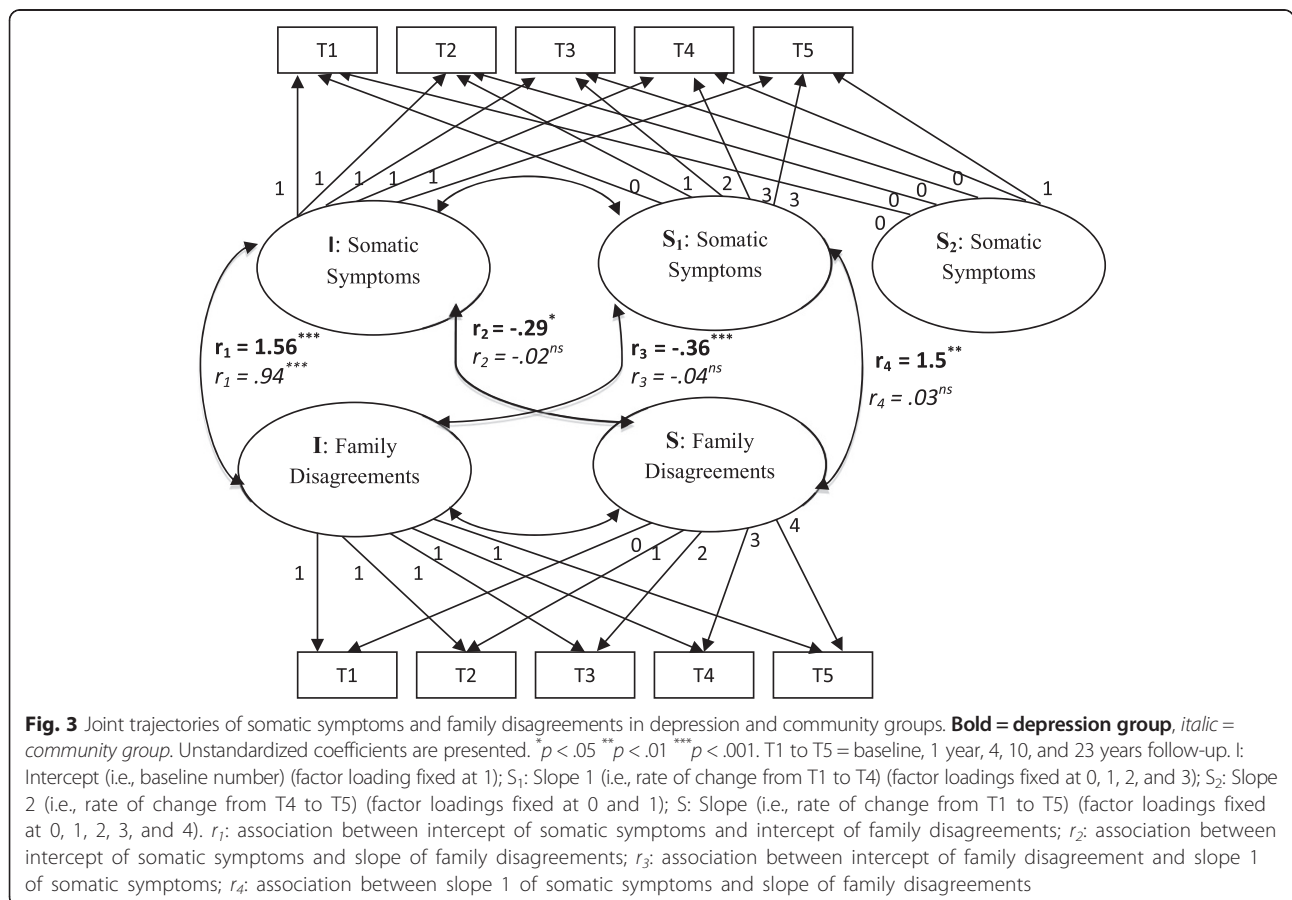 T1 T2 T3 T4 T5
1 1 1 1 1 0 1 2 3 3 0 0 0 0 1
I: Somatic Symptoms
S₁: Somatic Symptoms
S₂: Somatic Symptoms
r₁ = 1.56***
r₁ = .94***
r₂ = -.29*
r₂ = -.02ns
r₃ = -.36***
r₃ = -.04ns
r₄ = 1.5**
r₄ = .03ns
I: Family Disagreements
S: Family Disagreements
1 1 1 1 1 0 1 2 3 4
T1 T2 T3 T4 T5
Fig. 3 Joint trajectories of somatic symptoms and family disagreements in depression and community groups. Bold = depression group, italic =
community group. Unstandardized coefficients are presented. *p < .05 **p < .01 ***p < .001. T1 to T5 = baseline, 1 year, 4, 10, and 23 years follow-up. I:
Intercept (i.e., baseline number) (factor loading fixed at 1); S₁: Slope 1 (i.e., rate of change from T1 to T4) (factor loadings fixed at 0, 1, 2, and 3); S₂: Slope
2 (i.e., rate of change from T4 to T5) (factor loadings fixed at 0 and 1); S: Slope (i.e., rate of change from T1 to T5) (factor loadings fixed
at 0, 1, 2, 3, and 4). r₁: association between intercept of somatic symptoms and intercept of family disagreements; r₂: association between
intercept of somatic symptoms and slope of family disagreements; r₃: association between intercept of family disagreement and slope 1
of somatic symptoms; r₄: association between slope 1 of somatic symptoms and slope of family disagreements